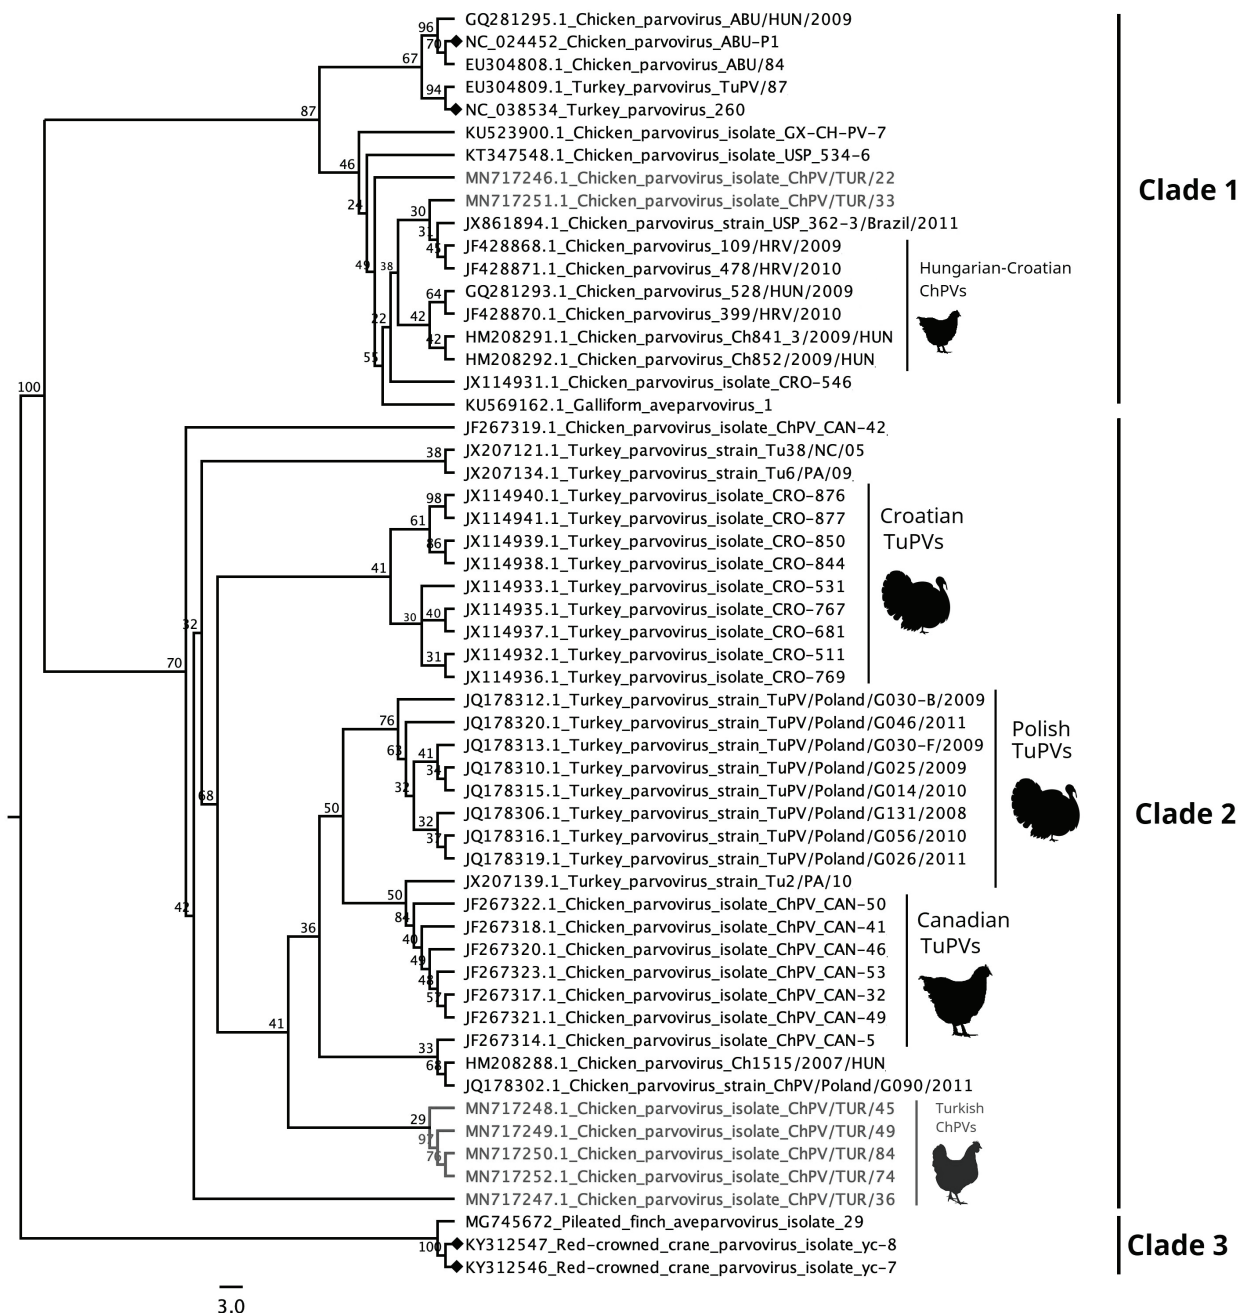 GQ281295.1_Chicken_parvovirus_ABU/HUN/2009
96
NC_024452_Chicken_parvovirus_ABU-P1
70
67
EU304808.1_Chicken_parvovirus_ABU/84
EU304809.1_Turkey_parvovirus_TuPV/87
94
NC_038534_Turkey_parvovirus_260
87
KU523900.1_Chicken_parvovirus_isolate_GX-CH-PV-7
KT347548.1_Chicken_parvovirus_isolate_USP_534-6
46
MN717246.1_Chicken_parvovirus_isolate_ChPV/TUR/22
Clade 1
MN717251.1_Chicken_parvovirus_isolate_ChPV/TUR/33
24
30
JX861894.1_Chicken_parvovirus_strain_USP_362-3/Brazil/2011
31
JF428868.1_Chicken_parvovirus_109/HRV/2009
45
JF428871.1_Chicken_parvovirus_478/HRV/2010
49
38
Hungarian-Croatian
ChPVs
GQ281293.1_Chicken_parvovirus_528/HUN/2009
64
JF428870.1_Chicken_parvovirus_399/HRV/2010
22
42
HM208291.1_Chicken_parvovirus_Ch841_3/2009/HUN
42
HM208292.1_Chicken_parvovirus_Ch852/2009/HUN
55
JX114931.1_Chicken_parvovirus_isolate_CRO-546
100
KU569162.1_Galliform_aveparvovirus_1
JF267319.1_Chicken_parvovirus_isolate_ChPV_CAN-42
JX207121.1_Turkey_parvovirus_strain_Tu38/NC/05
38
JX207134.1_Turkey_parvovirus_strain_Tu6/PA/09
JX114940.1_Turkey_parvovirus_isolate_CRO-876
98
JX114941.1_Turkey_parvovirus_isolate_CRO-877
61
Croatian
TuPVs
JX114939.1_Turkey_parvovirus_isolate_CRO-850
86
JX114938.1_Turkey_parvovirus_isolate_CRO-844
41
JX114933.1_Turkey_parvovirus_isolate_CRO-531
JX114935.1_Turkey_parvovirus_isolate_CRO-767
30
40
JX114937.1_Turkey_parvovirus_isolate_CRO-681
32
JX114932.1_Turkey_parvovirus_isolate_CRO-511
31
70
JX114936.1_Turkey_parvovirus_isolate_CRO-769
JQ178312.1_Turkey_parvovirus_strain_TuPV/Poland/G030-B/2009
76
JQ178320.1_Turkey_parvovirus_strain_TuPV/Poland/G046/2011
Polish
TuPVs
JQ178313.1_Turkey_parvovirus_strain_TuPV/Poland/G030-F/2009
63
41
JQ178310.1_Turkey_parvovirus_strain_TuPV/Poland/G025/2009
34
JQ178315.1_Turkey_parvovirus_strain_TuPV/Poland/G014/2010
32
68
50
JQ178306.1_Turkey_parvovirus_strain_TuPV/Poland/G131/2008
Clade 2
32
JQ178316.1_Turkey_parvovirus_strain_TuPV/Poland/G056/2010
37
JQ178319.1_Turkey_parvovirus_strain_TuPV/Poland/G026/2011
JX207139.1_Turkey_parvovirus_strain_Tu2/PA/10
50
JF267322.1_Chicken_parvovirus_isolate_ChPV_CAN-50
42
84
JF267318.1_Chicken_parvovirus_isolate_ChPV_CAN-41
Canadian
TuPVs
36
40
JF267320.1_Chicken_parvovirus_isolate_ChPV_CAN-46
49
JF267323.1_Chicken_parvovirus_isolate_ChPV_CAN-53
48
JF267317.1_Chicken_parvovirus_isolate_ChPV_CAN-32
57
JF267321.1_Chicken_parvovirus_isolate_ChPV_CAN-49
41
JF267314.1_Chicken_parvovirus_isolate_ChPV_CAN-5
33
HM208288.1_Chicken_parvovirus_Ch1515/2007/HUN
68
JQ178302.1_Chicken_parvovirus_strain_ChPV/Poland/G090/2011
MN717248.1_Chicken_parvovirus_isolate_ChPV/TUR/45
Turkish
ChPVs
29
MN717249.1_Chicken_parvovirus_isolate_ChPV/TUR/49
97
MN717250.1_Chicken_parvovirus_isolate_ChPV/TUR/84
76
MN717252.1_Chicken_parvovirus_isolate_ChPV/TUR/74
MN717247.1_Chicken_parvovirus_isolate_ChPV/TUR/36
MG745672_Pileated_finch_aveparvovirus_isolate_29
KY312547_Red-crowned_crane_parvovirus_isolate_yc-8
100
Clade 3
KY312546_Red-crowned_crane_parvovirus_isolate_yc-7
3.0